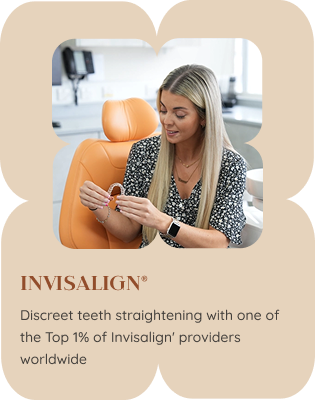 INVISALIGN®
Discreet teeth straightening with one of
the Top 1% of Invisalign' providers
worldwide